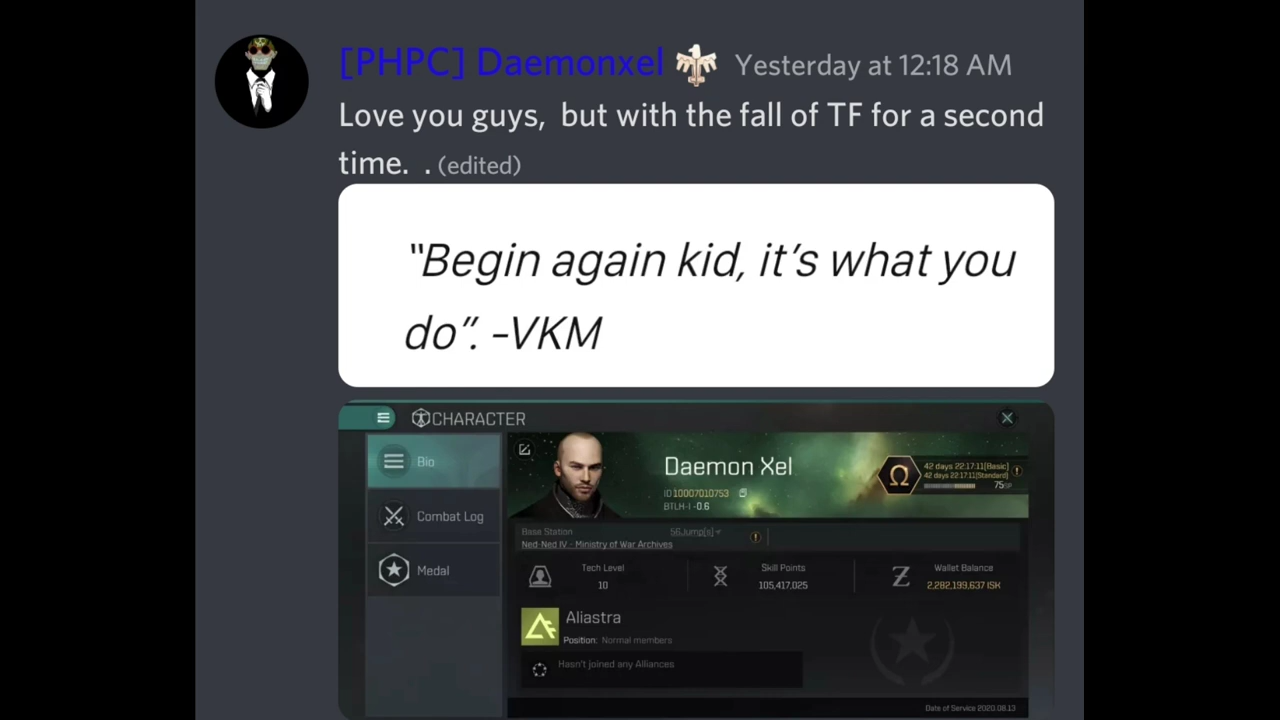 [PHPC] Daemonxel Yesterday at 12:18 AM
Love you guys, but with the fall of TF for a second
time. . (edited)
"Begin again kid, it's what you
do". -VKM
CHARACTER
Bio
Combat Log
Medal
Daemon Xel
ID 10007010753
BTLH-I -0.6
42 days 22:17:11[Basic]
42 days 22:17:11[Standard]
75
Base Station 56Jump[s]
Ned-Ned IV - Ministry of War Archives
Tech Level Skill Points Wallet Balance
10 105,417,025 2,282,199,637 ISK
Aliastra
Position: Normal members
Hasn't joined any Alliances
Date of Service 2020.08.13